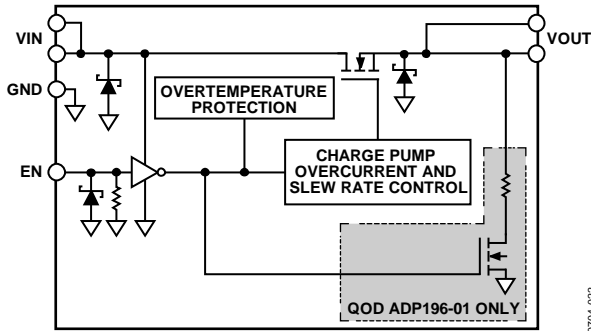 VIN
VOUT
GND
OVERTEMPERATURE
PROTECTION
EN
CHARGE PUMP
OVERCURRENT AND
SLEW RATE CONTROL
QOD ADP196-01 ONLY